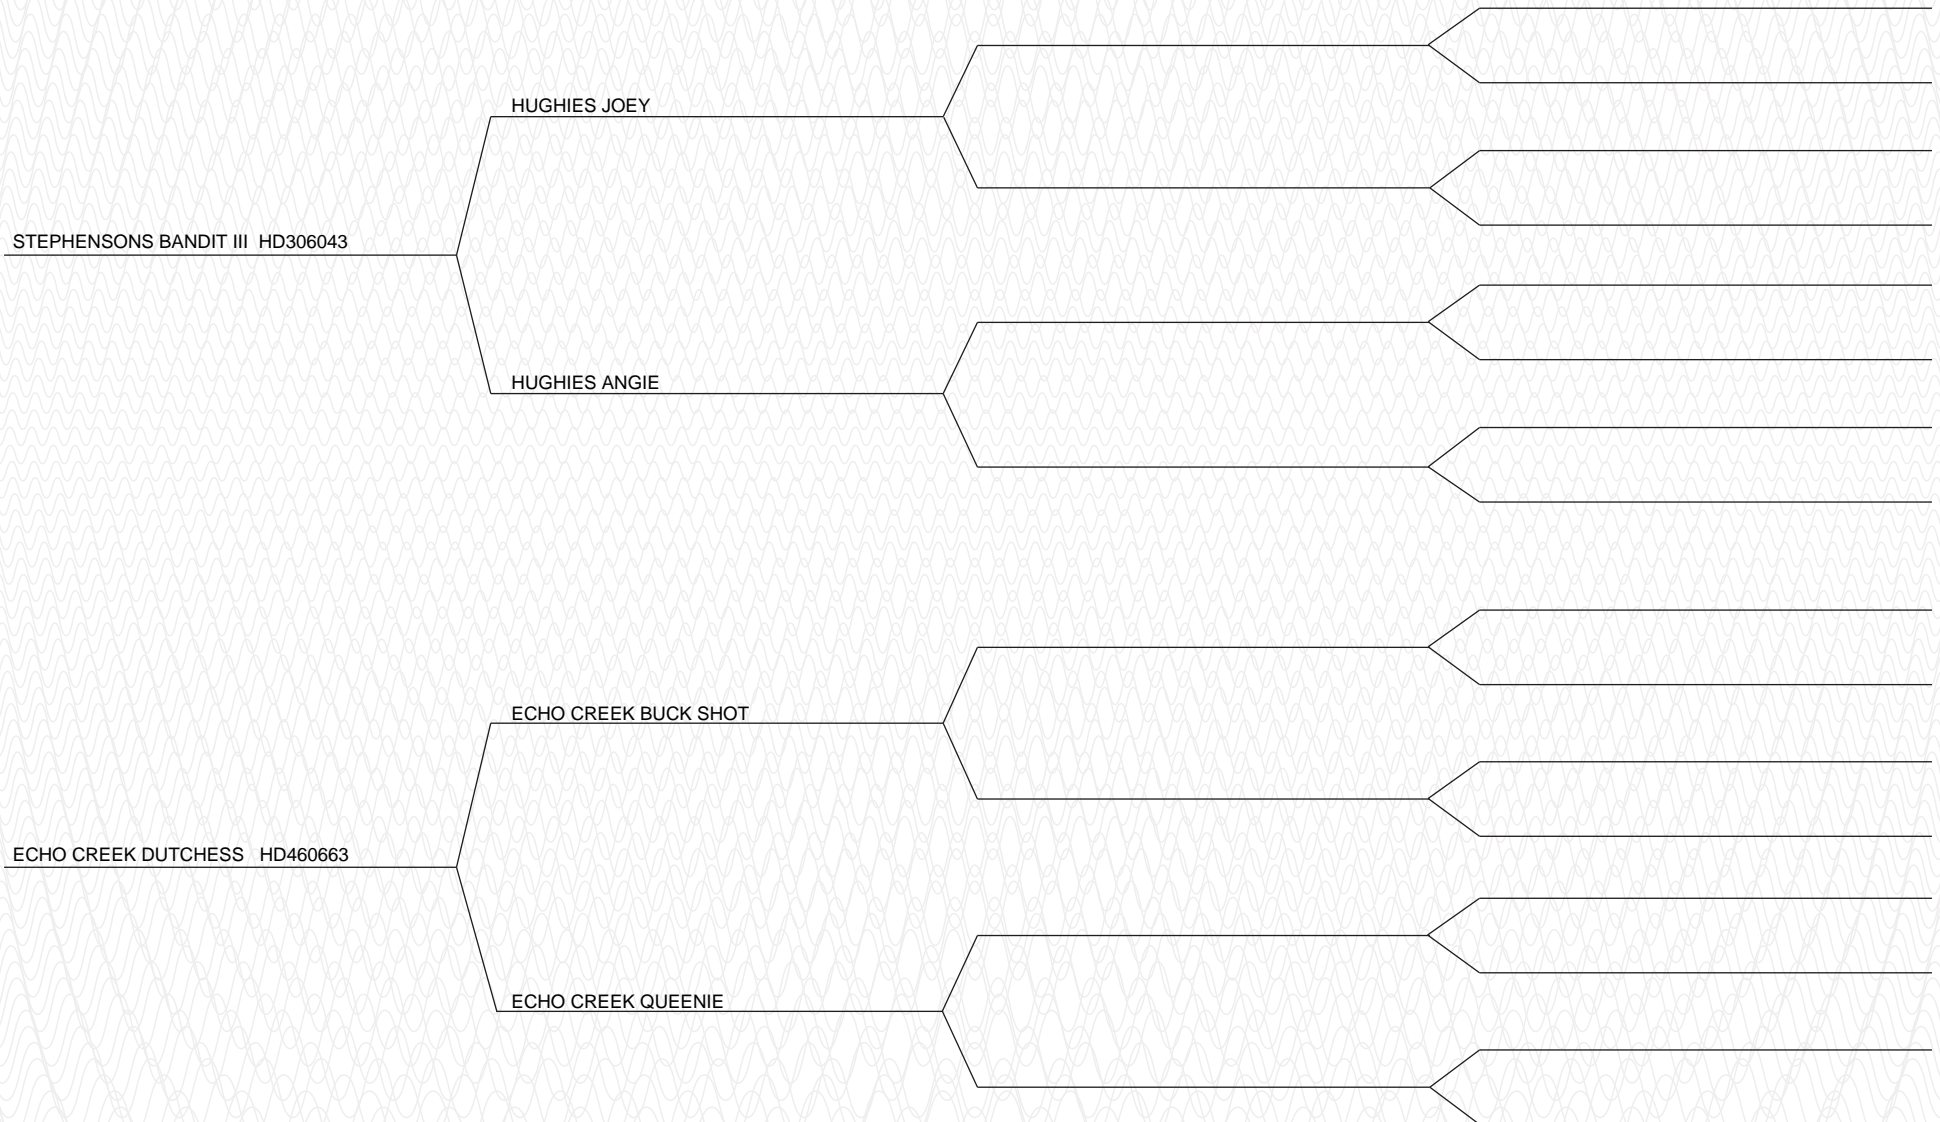 HUGHIES JOEY
STEPHENSONS BANDIT III  HD306043
HUGHIES ANGIE
ECHO CREEK BUCK SHOT
ECHO CREEK DUTCHESS  HD460663
ECHO CREEK QUEENIE